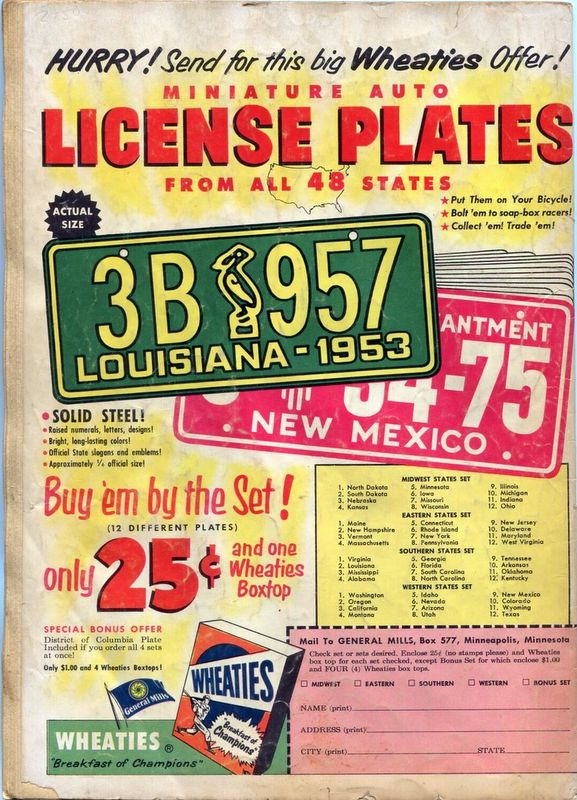 HURRY! Send for this big Wheaties Offer!
MINIATURE AUTO
LICENSE PLATES
FROM ALL 48 STATES
ACTUAL
SIZE
★ Put Them on Your Bicycle!
★ Bolt 'em to soap-box racers!
★ Collect 'em! Trade 'em!
3B 957
LOUISIANA - 1953
ANTMENT
54-75
NEW MEXICO
• SOLID STEEL!
• Raised numerals, letters, designs!
• Bright, long-lasting colors!
• Official State slogans and emblems!
• Approximately ¼ official size!
Buy 'em by the Set!
(12 DIFFERENT PLATES)
only 25¢ and one
Wheaties
Boxtop
MIDWEST STATES SET
1. North Dakota 5. Minnesota 9. Illinois
2. South Dakota 6. Iowa 10. Michigan
3. Nebraska 7. Missouri 11. Indiana
4. Kansas 8. Wisconsin 12. Ohio
EASTERN STATES SET
1. Maine 5. Connecticut 9. New Jersey
2. New Hampshire 6. Rhode Island 10. Delaware
3. Vermont 7. New York 11. Maryland
4. Massachusetts 8. Pennsylvania 12. West Virginia
SOUTHERN STATES SET
1. Virginia 5. Georgia 9. Tennessee
2. Louisiana 6. Florida 10. Arkansas
3. Mississippi 7. South Carolina 11. Oklahoma
4. Alabama 8. North Carolina 12. Kentucky
WESTERN STATES SET
1. Washington 5. Idaho 9. New Mexico
2. Oregon 6. Nevada 10. Colorado
3. California 7. Arizona 11. Wyoming
4. Montana 8. Utah 12. Texas
SPECIAL BONUS OFFER
District of Columbia Plate
Included if you order all 4 sets
at once!
Only $1.00 and 4 Wheaties Boxtops!
General Mills
WHEATIES
"Breakfast of
Champions"
WHEATIES ®
"Breakfast of Champions"
Mail To GENERAL MILLS, Box 577, Minneapolis, Minnesota
Check set or sets desired, Enclose 25¢ (no stamps please) and Wheaties
box top for each set checked, except Bonus Set for which enclose $1.00
and FOUR (4) Wheaties box tops.
☐ MIDWEST ☐ EASTERN ☐ SOUTHERN ☐ WESTERN ☐ BONUS SET
NAME (print)
ADDRESS (print)
CITY (print) STATE